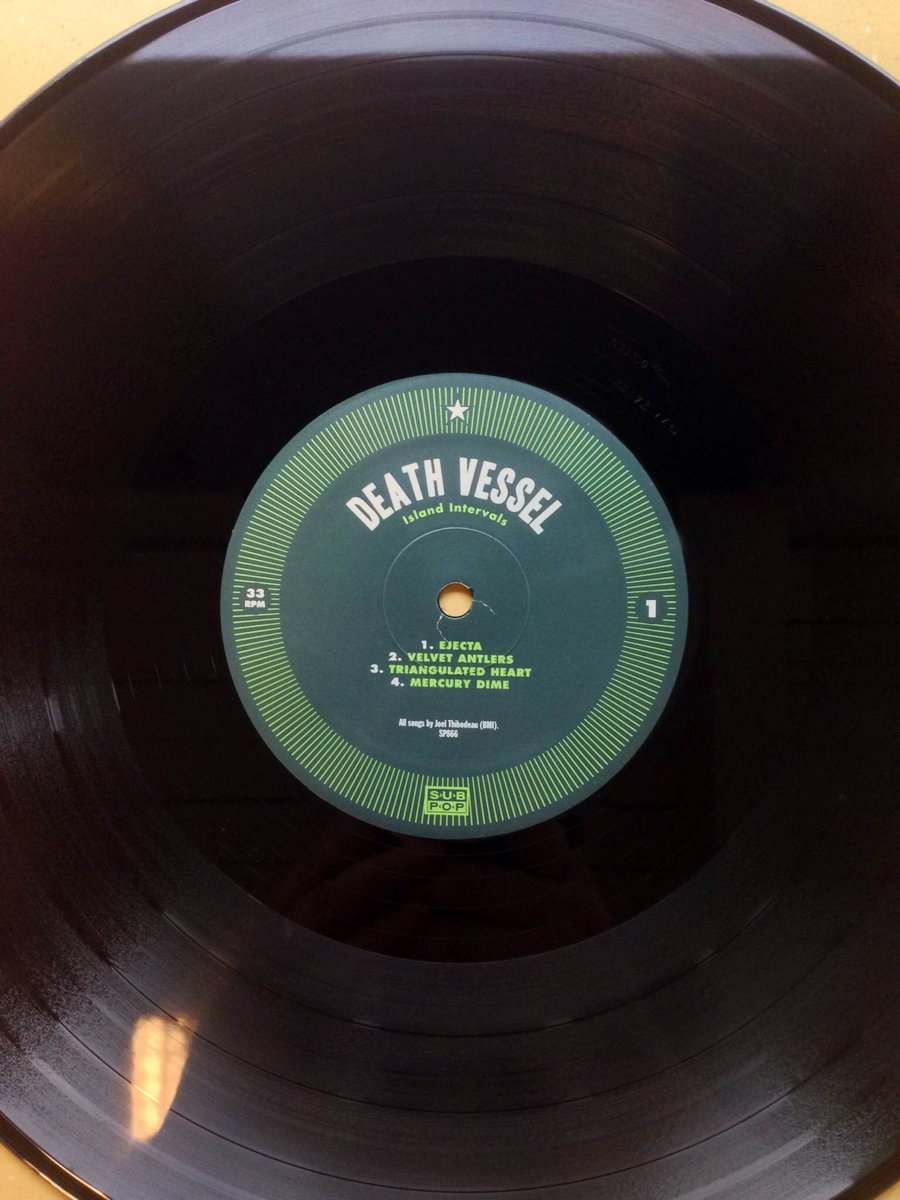 DEATH VESSEL
Island Intervals
33
RPM
1
1. EJECTA
2. VELVET ANTLERS
3. TRIANGULATED HEART
4. MERCURY DIME
All songs by Joel Thibodeau (BMI).
SP866
SUB
POP